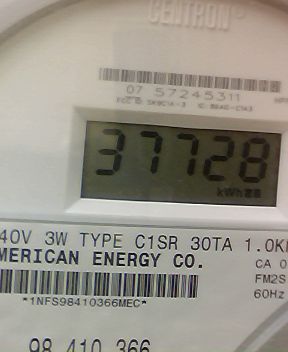 CENTRON®
07 57245311
37728
kWh
40V 3W TYPE C1SR 30TA 1.0K
MERICAN ENERGY CO.
CA 0
FM2S
60Hz
*1NFS98410366MEC*
98 410 366